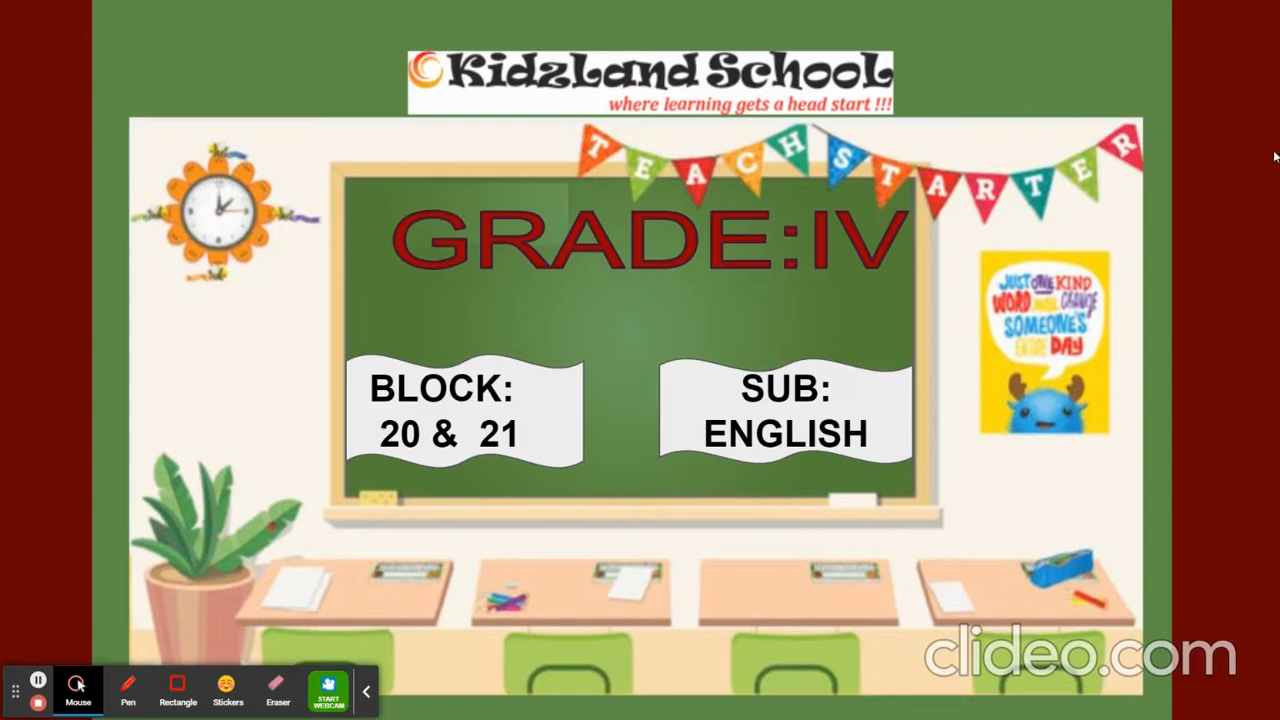 KidzLand School
where learning gets a head start !!!
TEACH STARTER
GRADE:IV
JUST ONE KIND
WORD CHANGE
SOMEONE'S
ENTIRE DAY
BLOCK:
20 & 21
SUB:
ENGLISH
clideo.com
Mouse
Pen
Rectangle
Stickers
Eraser
START
WEBCAM